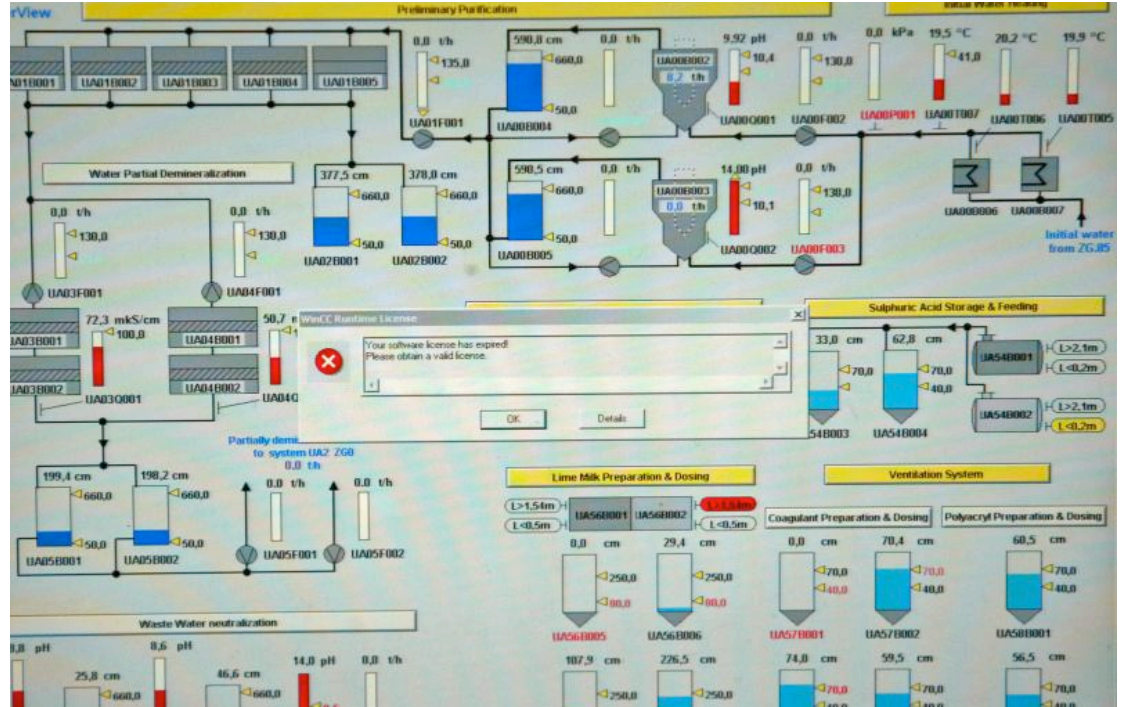 rView
Preliminary Purification
Initial Water Heating
0,0 t/h
135,0
UA01F001
590,8 cm
660,0
50,0
UA00B004
0,0 t/h
UA00B002
8,2 t/h
9,92 pH
10,4
UA00Q001
0,0 t/h
130,0
UA00F002
0,0 kPa
UA00P001
19,5 °C
41,0
UA00T007
20,2 °C
UA00T006
19,9 °C
UA00T005
UA01B001
UA01B002
UA01B003
UA01B004
UA01B005
Water Partial Demineralization
377,5 cm
660,0
50,0
UA02B001
378,0 cm
660,0
50,0
UA02B002
590,5 cm
660,0
50,0
UA00B005
0,0 t/h
UA00B003
0,0 t/h
14,00 pH
10,1
UA00Q002
0,0 t/h
130,0
UA00F003
UA00B006
UA00B007
Initial water
from ZG.05
0,0 t/h
130,0
UA03F001
0,0 t/h
130,0
UA04F001
UA03B001
72,3 mkS/cm
100,0
UA04B001
50,7
UA03B002
UA03Q001
UA04B002
UA04Q
WinCC Runtime License
Your software license has expired!
Please obtain a valid license.
OK
Details
Sulphuric Acid Storage & Feeding
33,0 cm
70,0
54B003
62,8 cm
70,0
40,0
UA54B004
UA54B001
L>2,1m
L<0,2m
UA54B002
L>2,1m
L<0,2m
Partially demi
to system UA2 ZG0
0.0 t/h
199,4 cm
660,0
50,0
UA05B001
198,2 cm
660,0
50,0
UA05B002
0.0 t/h
UA05F001
0.0 t/h
UA05F002
Lime Milk Preparation & Dosing
Ventilation System
L>1,54m
L<0,5m
UA56B001
UA56B002
L>1,54m
L<0,5m
Coagulant Preparation & Dosing
Polyacryl Preparation & Dosing
0,0 cm
250,0
80,0
UA56B005
29,4 cm
250,0
80,0
UA56B006
0,0 cm
70,0
40,0
UA57B001
70,4 cm
70,0
40,0
UA57B002
60,5 cm
70,0
40,0
UA58B001
Waste Water neutralization
pH
25,8 cm
660,0
8,6 pH
46,6 cm
660,0
14,0 pH
0,0 t/h
107,9 cm
250,0
226,5 cm
250,0
74,0 cm
70,0
59,5 cm
70,0
56,5 cm
70,0